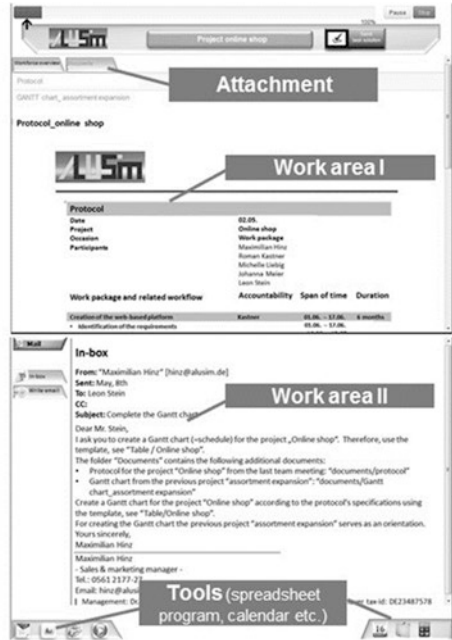 Pause Stop
100%
ALUSim
Project online shop
Send
Workforce overview
Attachment
Protocol
GANTT chart_assortment expansion
Protocol_online shop
ALUSim
Work area I
Protocol
Date 02.05.
Project Online shop
Occasion Work package
Participants Maximilian Hinz
Roman Kastner
Michelle Liebig
Johanna Meier
Leon Stein
Work package and related workflow Accountability Span of time Duration
Creation of the web-based platform Kastner 03.06. – 17.06. 6 months
• Identification of the requirements 03.06. – 17.06.
Mail
In-box
In-box
Write email
From: "Maximilian Hinz" [hinz@alusim.de]
Sent: May, 8th
To: Leon Stein
CC:
Subject: Complete the Gantt chart
Work area II
Dear Mr. Stein,
I ask you to create a Gantt chart (=schedule) for the project „Online shop". Therefore, use the
template, see "Table / Online shop".
The folder "Documents" contains the following additional documents:
• Protocol for the project "Online shop" from the last team meeting: "documents/protocol"
• Gantt chart from the previous project "assortment expansion": "documents/Gantt
chart_assortment expansion"
Create a Gantt chart for the project "Online shop" according to the protocol's specifications using
the template, see "Table/Online shop".
For creating the Gantt chart the previous project "assortment expansion" serves as an orientation.
Yours sincerely,
Maximilian Hinz
Maximilian Hinz
- Sales & marketing manager -
Tel.: 0561 2177-2
Email: hinz@alus
Management: Dr. tax id: DE23487578
Tools (spreadsheet
program, calendar etc.)
16